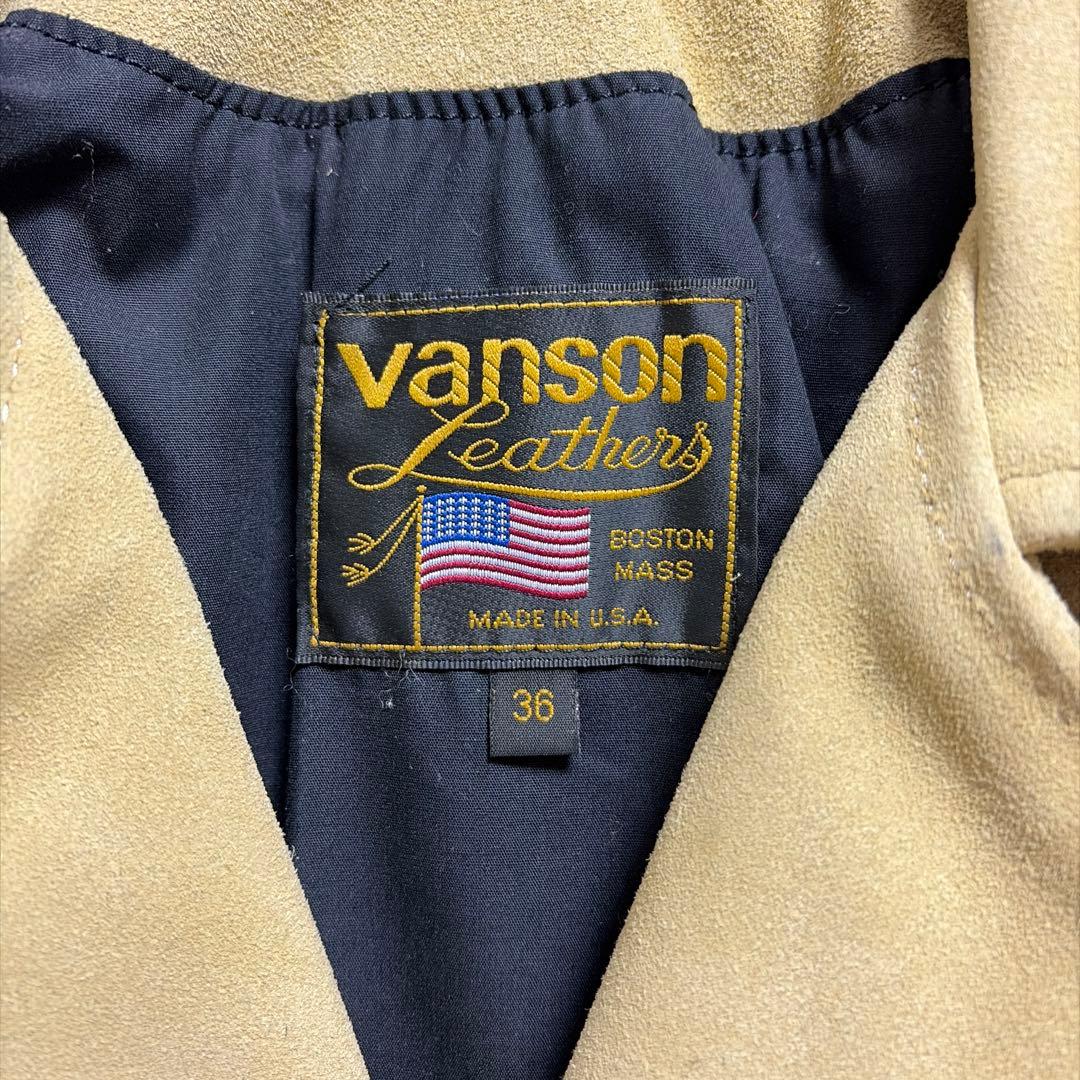 vanson
Leathers
BOSTON
MASS
MADE IN U.S.A.
36